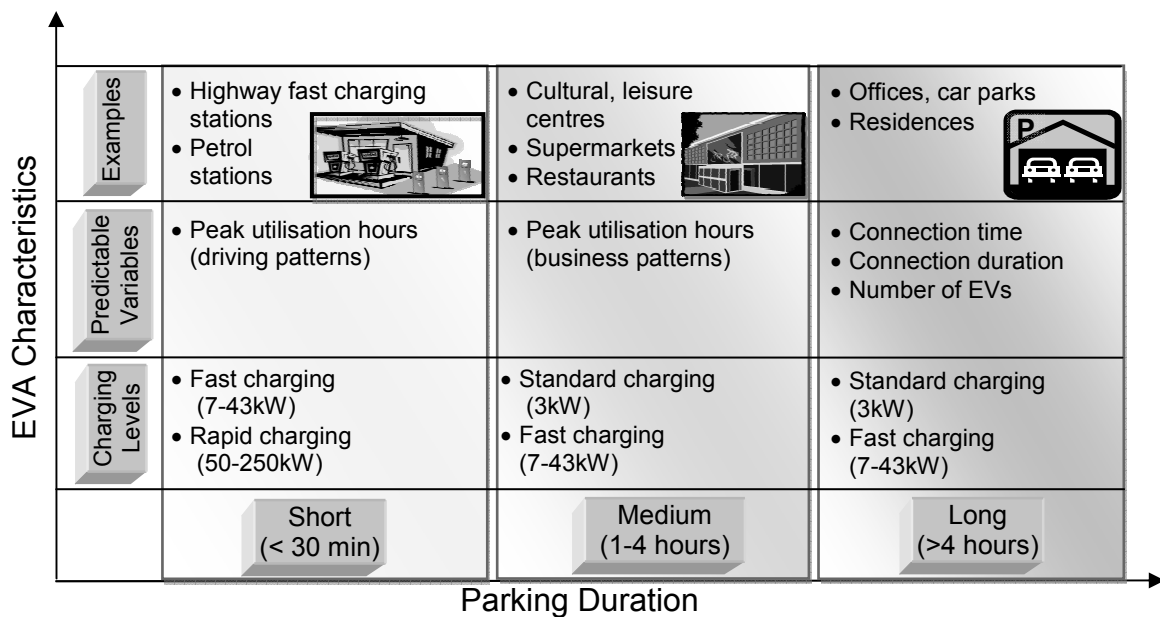 EVA Characteristics
Examples
• Highway fast charging
stations
• Petrol
stations
• Cultural, leisure
centres
• Supermarkets
• Restaurants
• Offices, car parks
• Residences
P
Predictable
Variables
• Peak utilisation hours
(driving patterns)
• Peak utilisation hours
(business patterns)
• Connection time
• Connection duration
• Number of EVs
Charging
Levels
• Fast charging
(7-43kW)
• Rapid charging
(50-250kW)
• Standard charging
(3kW)
• Fast charging
(7-43kW)
• Standard charging
(3kW)
• Fast charging
(7-43kW)
Short
(< 30 min)
Medium
(1-4 hours)
Long
(>4 hours)
Parking Duration